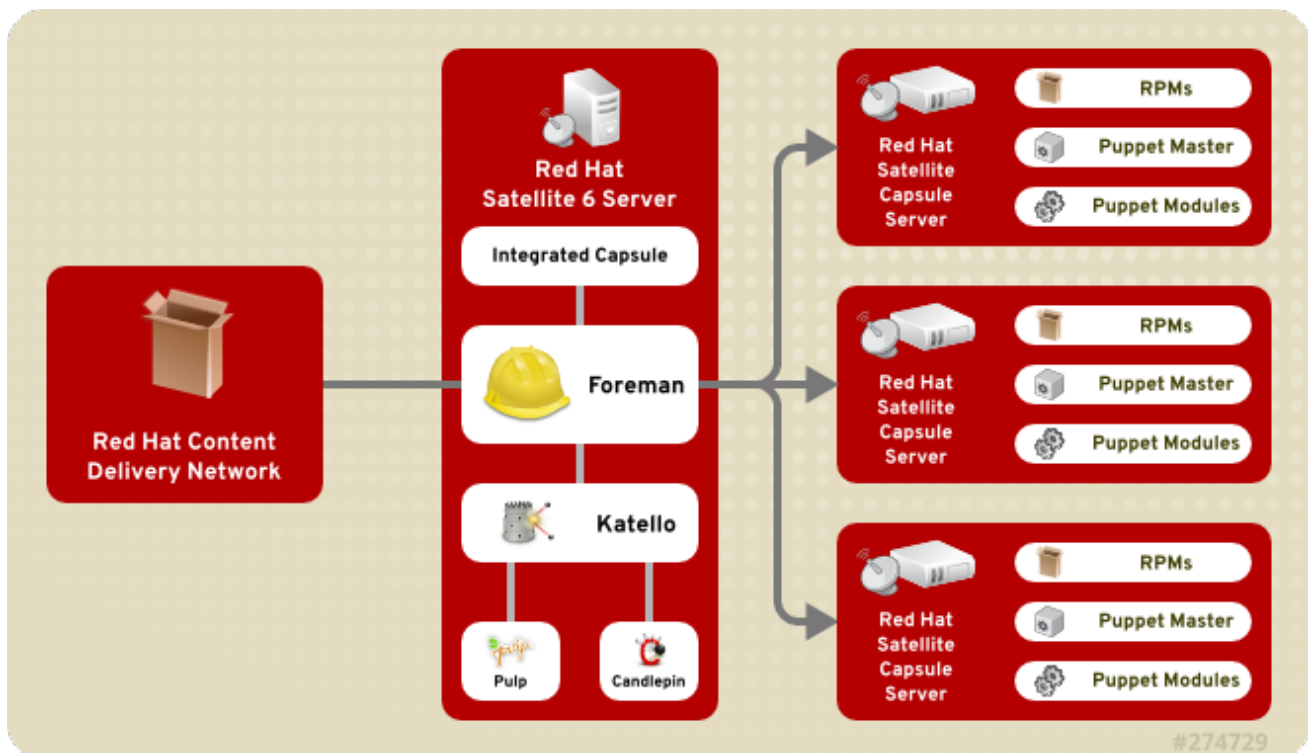 Red Hat Content
Delivery Network
Red Hat
Satellite 6 Server
Integrated Capsule
Foreman
Katello
Pulp
Candlepin
Red Hat
Satellite
Capsule
Server
RPMs
Puppet Master
Puppet Modules
Red Hat
Satellite
Capsule
Server
RPMs
Puppet Master
Puppet Modules
Red Hat
Satellite
Capsule
Server
RPMs
Puppet Master
Puppet Modules
#274729